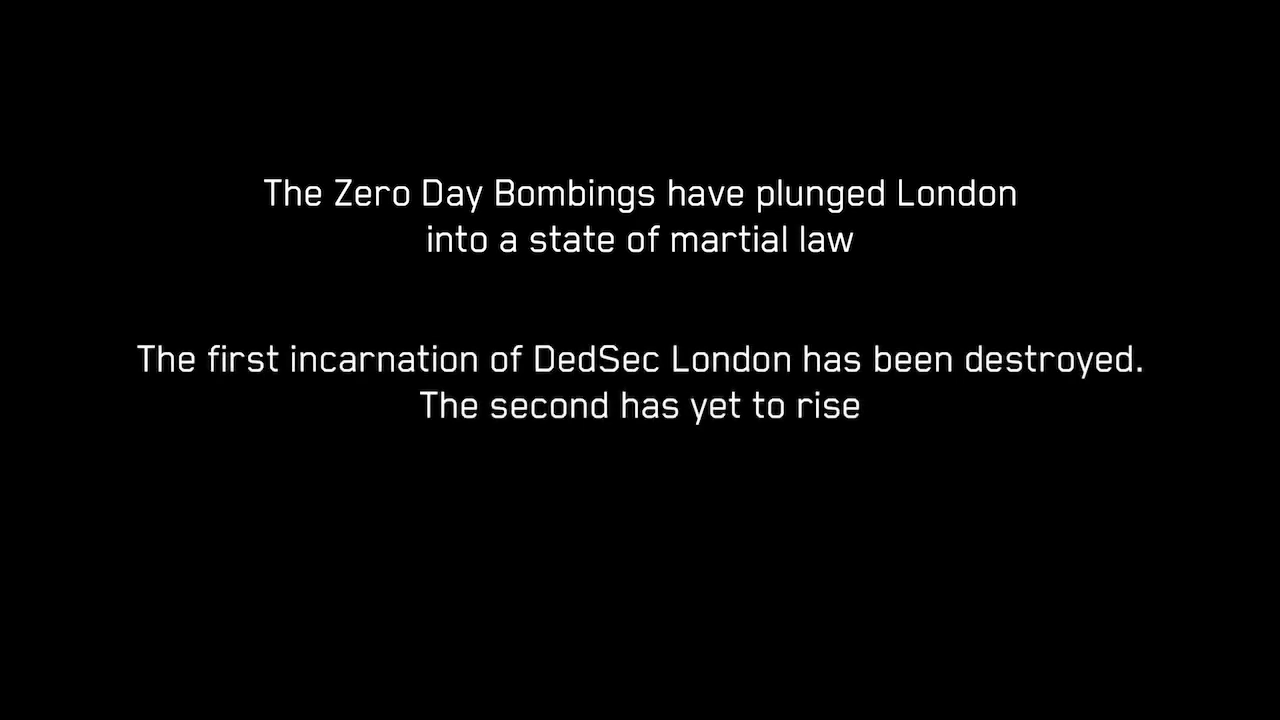 The Zero Day Bombings have plunged London
into a state of martial law
The first incarnation of DedSec London has been destroyed.
The second has yet to rise